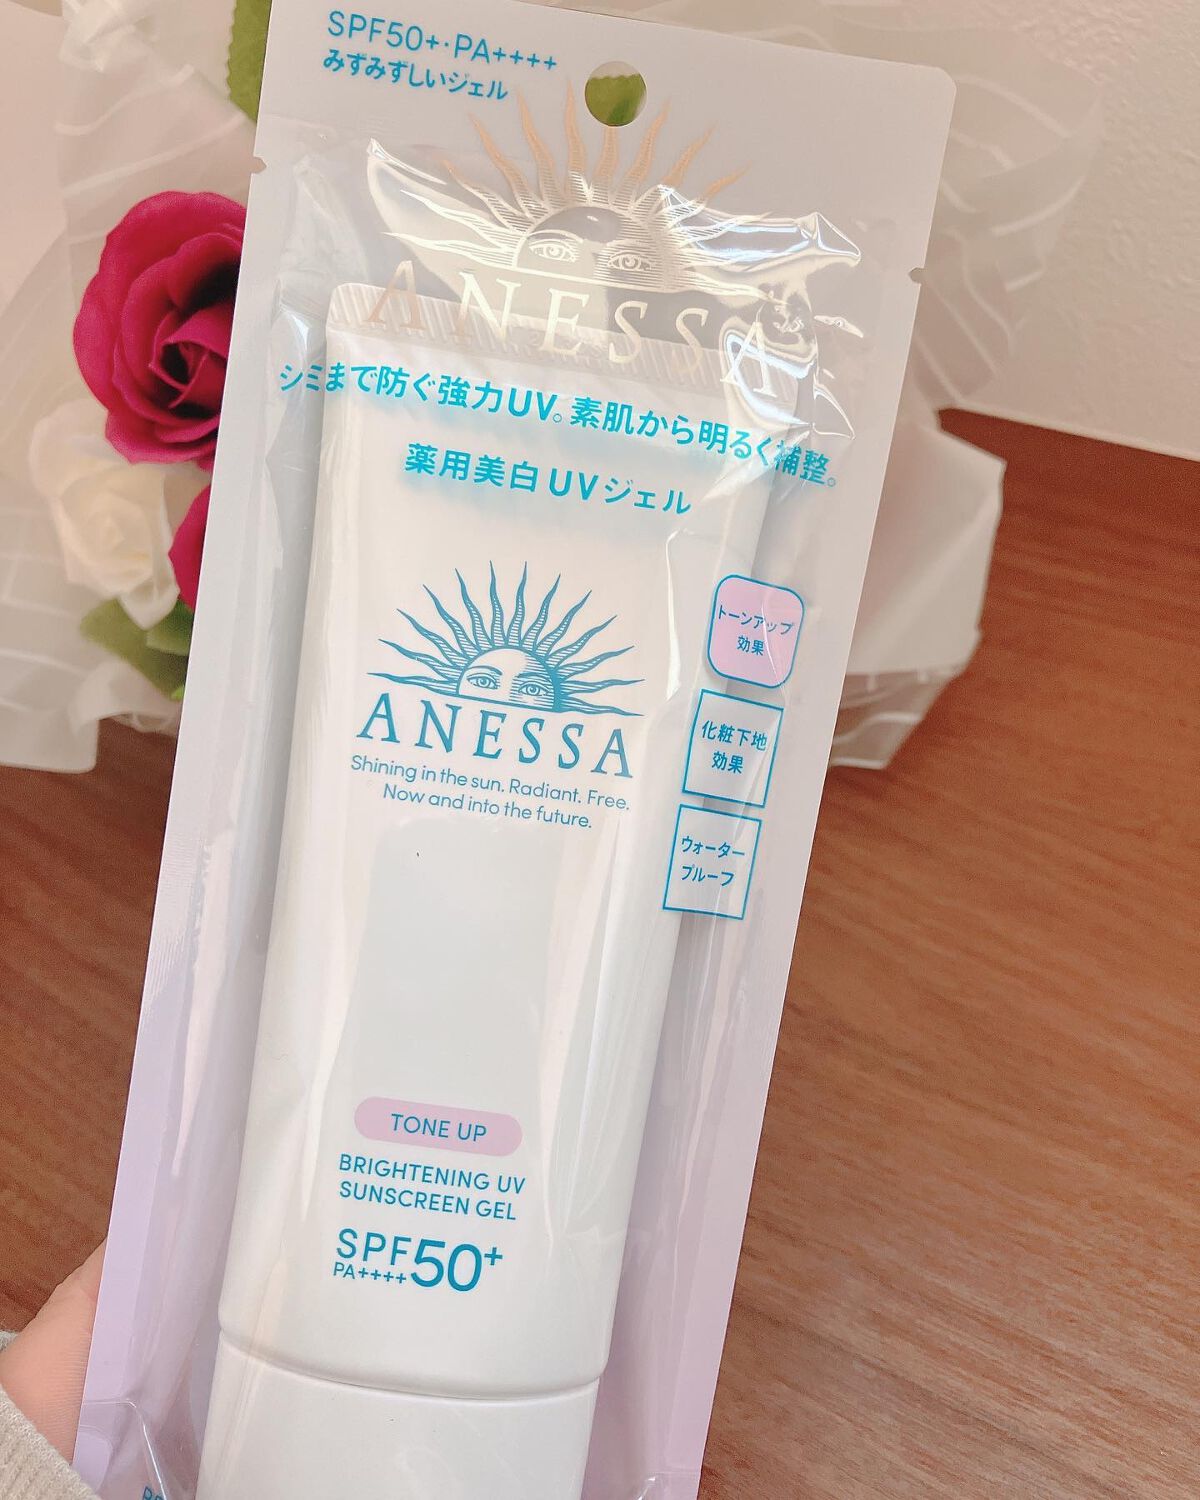 SPF50+･PA++++
みずみずしいジェル
ANESSA
シミまで防ぐ強力UV。素肌から明るく補整。
薬用美白UVジェル
トーンアップ
効果
化粧下地
効果
ウォーター
プルーフ
ANESSA
Shining in the sun. Radiant. Free.
Now and into the future.
TONE UP
BRIGHTENING UV
SUNSCREEN GEL
SPF50+
PA++++